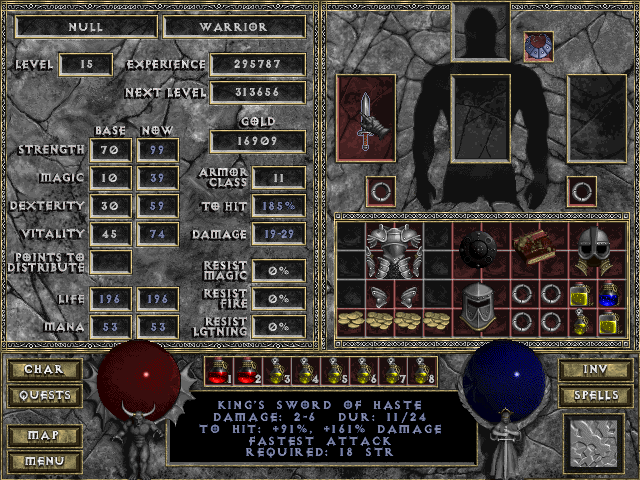 NULL WARRIOR
LEVEL 15 EXPERIENCE 295787
NEXT LEVEL 313656
BASE NOW GOLD
16909
STRENGTH 70 99
MAGIC 10 39 ARMOR CLASS 11
DEXTERITY 30 59 TO HIT 185%
VITALITY 45 74 DAMAGE 19-29
POINTS TO DISTRIBUTE
RESIST MAGIC 0%
LIFE 196 196 RESIST FIRE 0%
MANA 53 53 RESIST LGTNING 0%
CHAR
QUESTS
MAP
MENU
1 2 3 4 5 6 7 8
KING'S SWORD OF HASTE
DAMAGE: 2-6 DUR: 11/24
TO HIT: +91%, +161% DAMAGE
FASTEST ATTACK
REQUIRED: 18 STR
INV
SPELLS